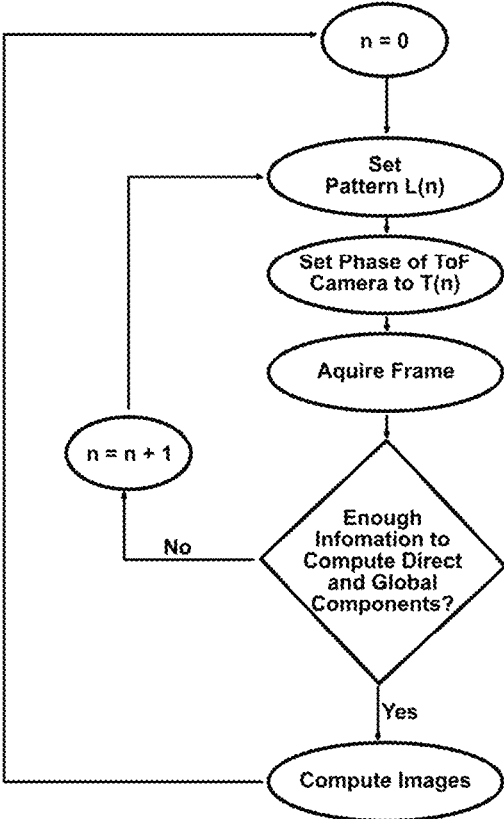 n = 0
Set
Pattern L(n)
Set Phase of ToF
Camera to T(n)
Aquire Frame
n = n + 1
Enough
Infomation to
Compute Direct
and Global
Components?
No
Yes
Compute Images